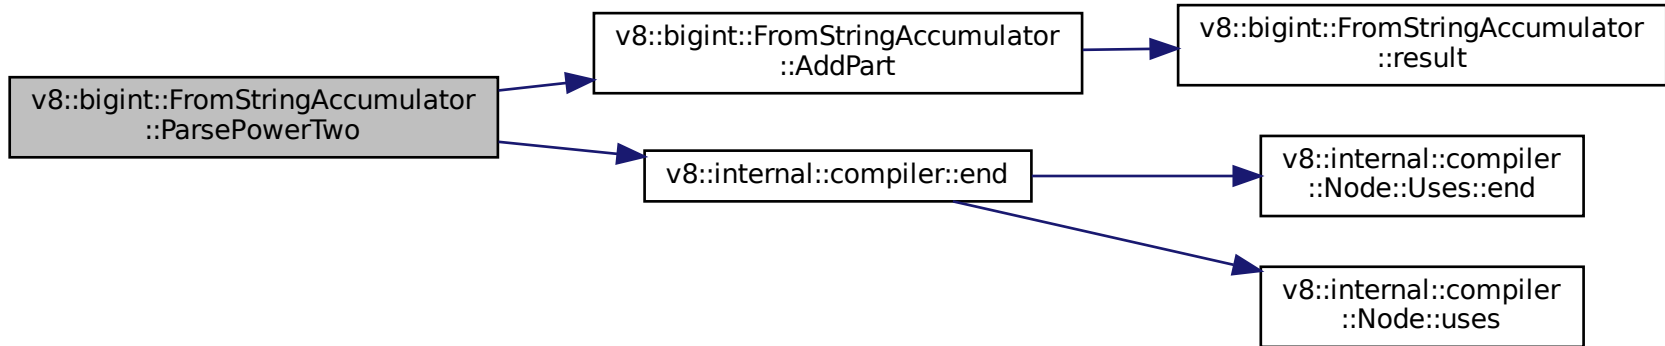 v8::bigint::FromStringAccumulator
::ParsePowerTwo
v8::bigint::FromStringAccumulator
::AddPart
v8::bigint::FromStringAccumulator
::result
v8::internal::compiler::end
v8::internal::compiler
::Node::Uses::end
v8::internal::compiler
::Node::uses